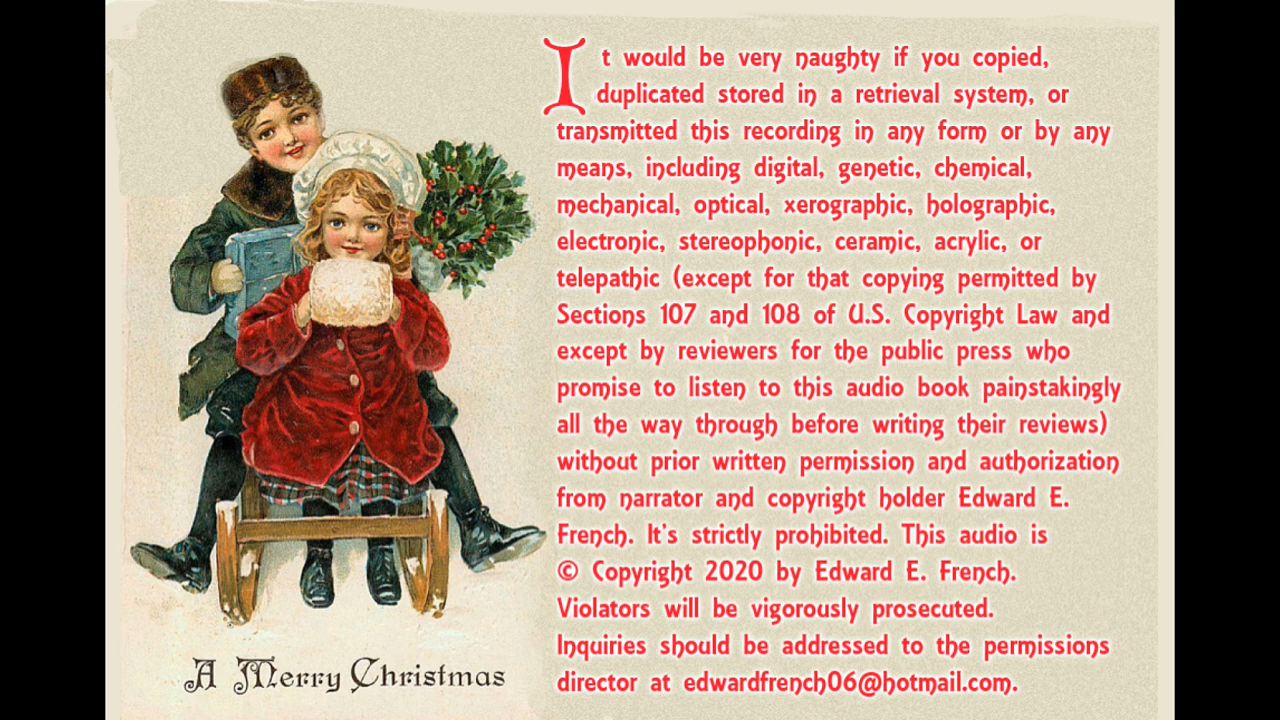 It would be very naughty if you copied,
duplicated stored in a retrieval system, or
transmitted this recording in any form or by any
means, including digital, genetic, chemical,
mechanical, optical, xerographic, holographic,
electronic, stereophonic, ceramic, acrylic, or
telepathic (except for that copying permitted by
Sections 107 and 108 of U.S. Copyright Law and
except by reviewers for the public press who
promise to listen to this audio book painstakingly
all the way through before writing their reviews)
without prior written permission and authorization
from narrator and copyright holder Edward E.
French. It's strictly prohibited. This audio is
© Copyright 2020 by Edward E. French.
Violators will be vigorously prosecuted.
Inquiries should be addressed to the permissions
director at edwardfrench06@hotmail.com.
A Merry Christmas